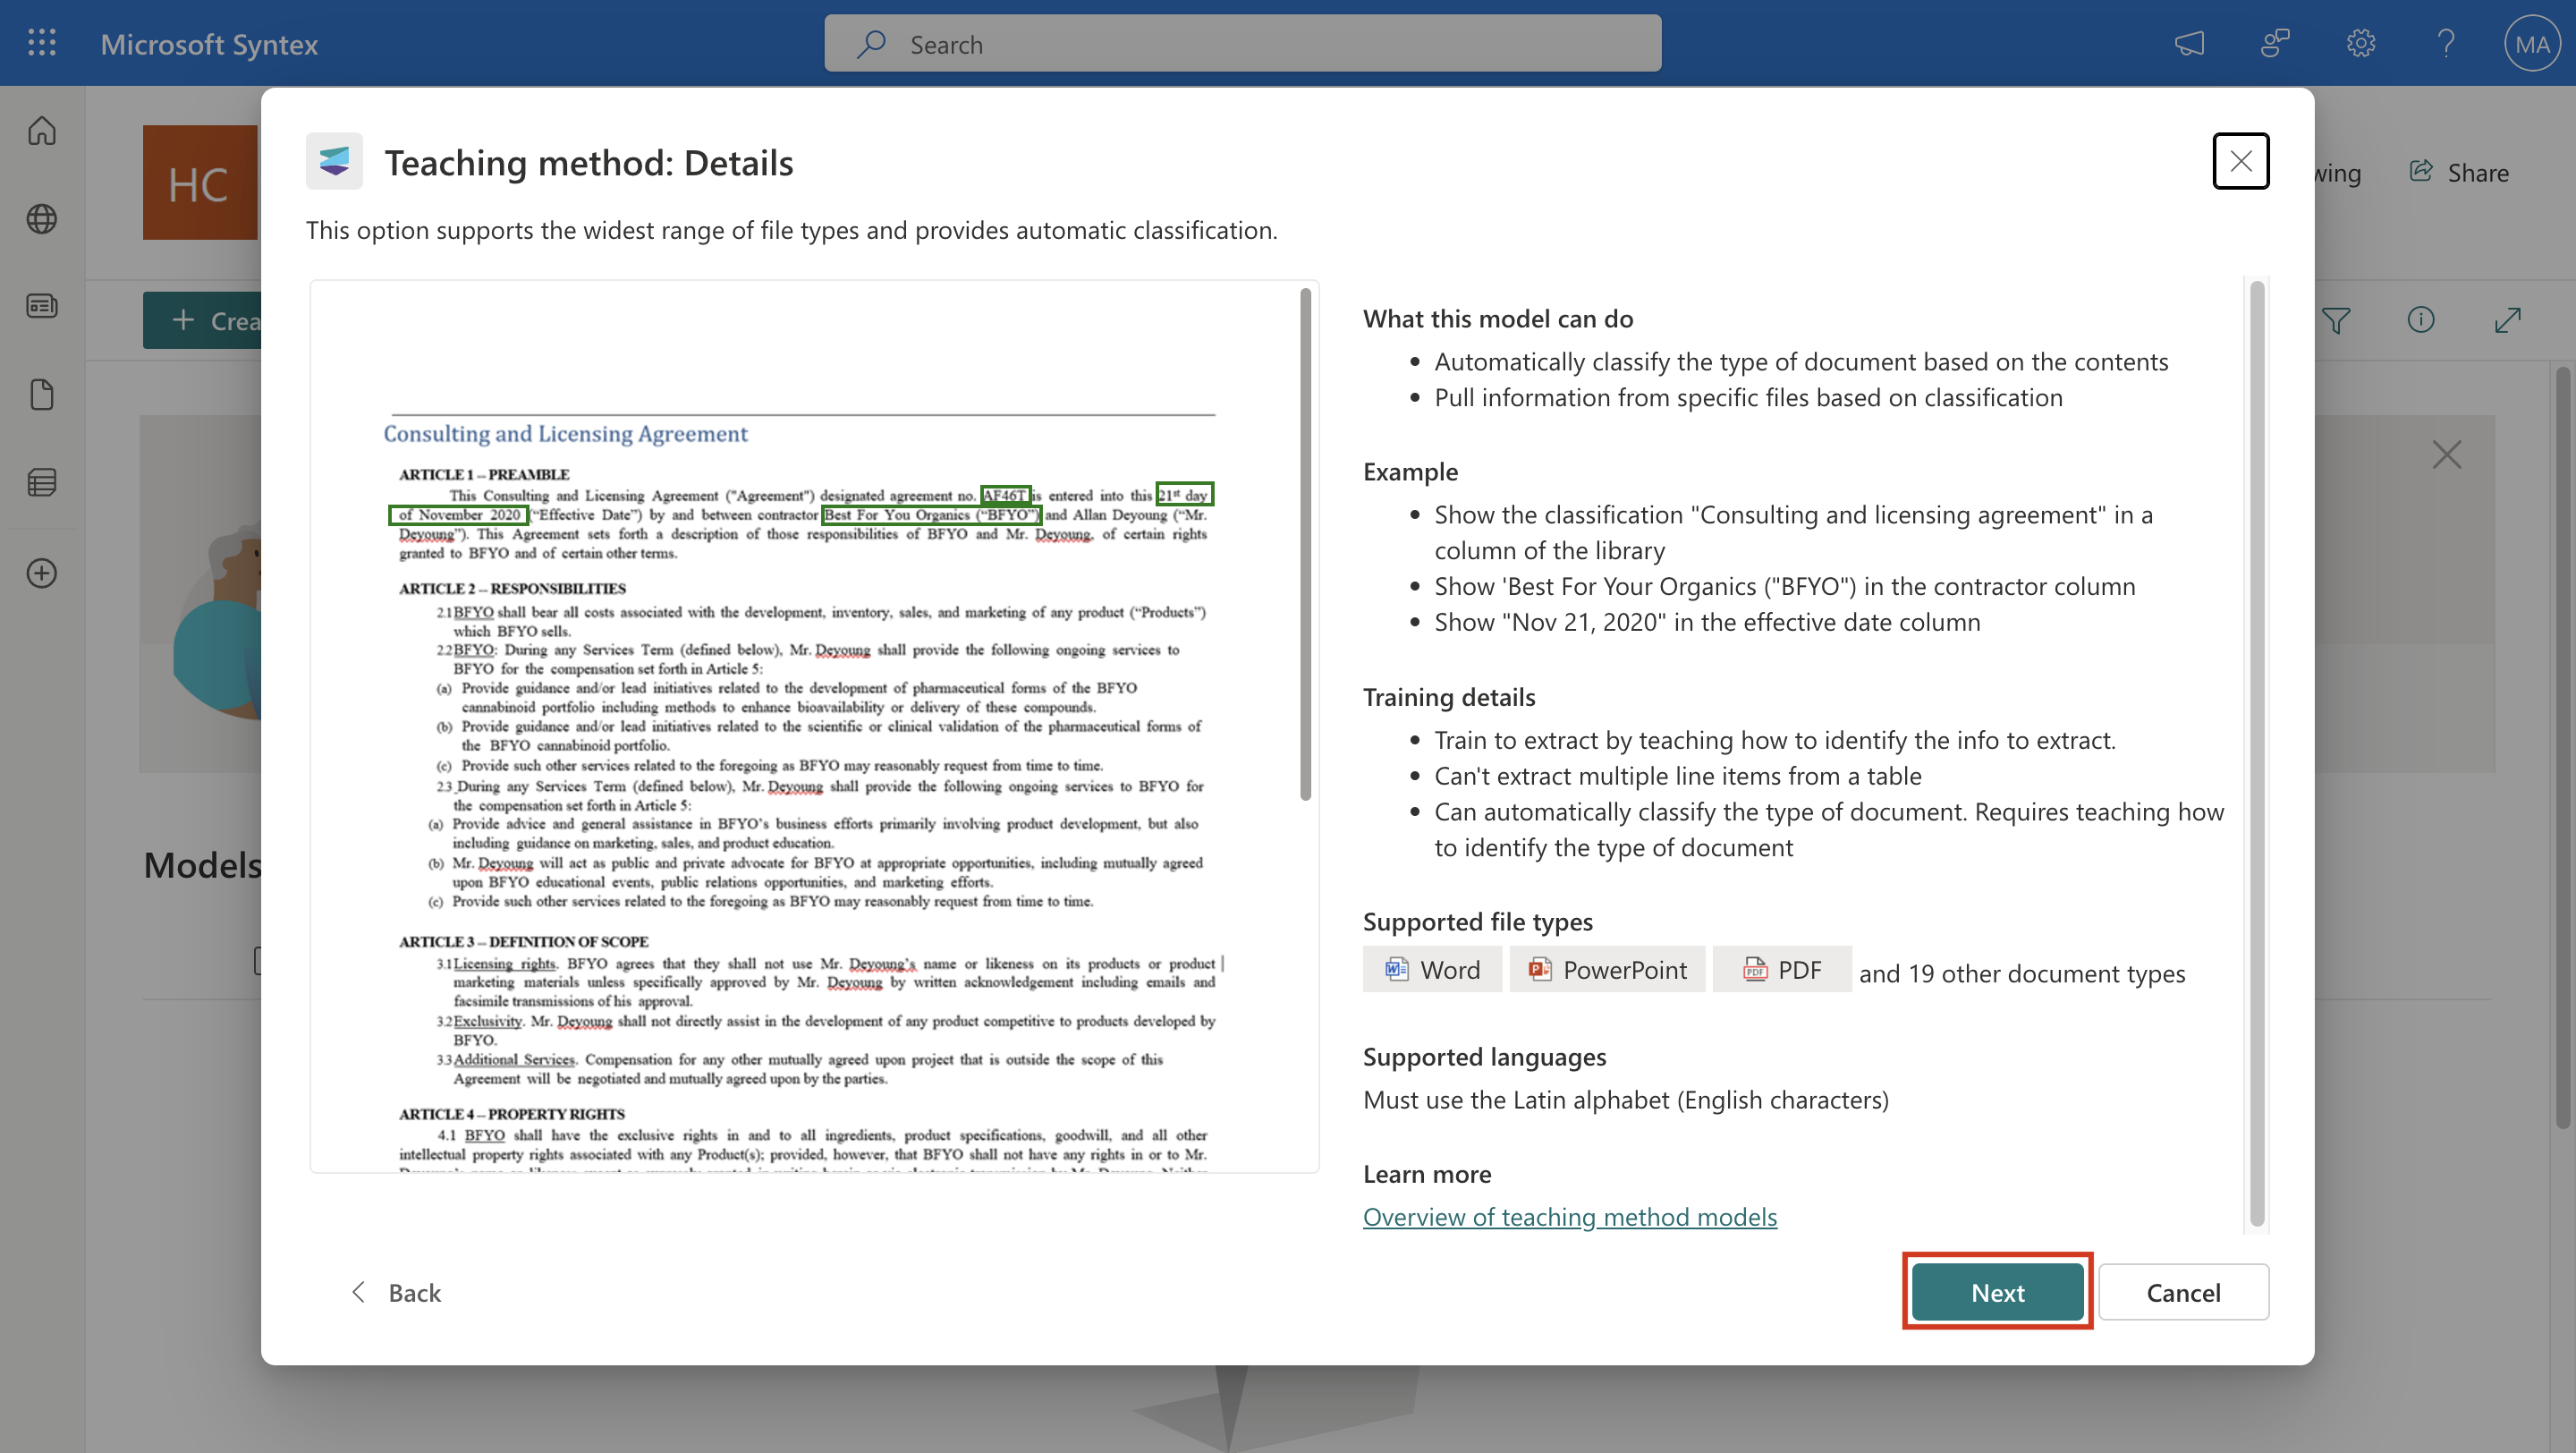 Microsoft Syntex
Search
MA
HC
wing
Share
Crea
Models
Teaching method: Details
This option supports the widest range of file types and provides automatic classification.
Consulting and Licensing Agreement
ARTICLE 1 – PREAMBLE
This Consulting and Licensing Agreement ("Agreement") designated agreement no. AF46T is entered into this 21st day
of November 2020 (“Effective Date”) by and between contractor Best For You Organics (“BFYO”) and Allan Deyoung (“Mr.
Deyoung”). This Agreement sets forth a description of those responsibilities of BFYO and Mr. Deyoung, of certain rights
granted to BFYO and of certain other terms.
ARTICLE 2 – RESPONSIBILITIES
2.1 BFYO shall bear all costs associated with the development, inventory, sales, and marketing of any product (“Products”)
which BFYO sells.
2.2 BFYO: During any Services Term (defined below), Mr. Deyoung shall provide the following ongoing services to
BFYO for the compensation set forth in Article 5:
(a) Provide guidance and/or lead initiatives related to the development of pharmaceutical forms of the BFYO
cannabinoid portfolio including methods to enhance bioavailability or delivery of these compounds.
(b) Provide guidance and/or lead initiatives related to the scientific or clinical validation of the pharmaceutical forms of
the BFYO cannabinoid portfolio.
(c) Provide such other services related to the foregoing as BFYO may reasonably request from time to time.
2.3 During any Services Term (defined below), Mr. Deyoung shall provide the following ongoing services to BFYO for
the compensation set forth in Article 5:
(a) Provide advice and general assistance in BFYO’s business efforts primarily involving product development, but also
including guidance on marketing, sales, and product education.
(b) Mr. Deyoung will act as public and private advocate for BFYO at appropriate opportunities, including mutually agreed
upon BFYO educational events, public relations opportunities, and marketing efforts.
(c) Provide such other services related to the foregoing as BFYO may reasonably request from time to time.
ARTICLE 3 – DEFINITION OF SCOPE
3.1 Licensing rights. BFYO agrees that they shall not use Mr. Deyoung’s name or likeness on its products or product
marketing materials unless specifically approved by Mr. Deyoung by written acknowledgement including emails and
facsimile transmissions of his approval.
3.2 Exclusivity. Mr. Deyoung shall not directly assist in the development of any product competitive to products developed by
BFYO.
3.3 Additional Services. Compensation for any other mutually agreed upon project that is outside the scope of this
Agreement will be negotiated and mutually agreed upon by the parties.
ARTICLE 4 – PROPERTY RIGHTS
4.1 BFYO shall have the exclusive rights in and to all ingredients, product specifications, goodwill, and all other
intellectual property rights associated with any Product(s); provided, however, that BFYO shall not have any rights in or to Mr.
What this model can do
• Automatically classify the type of document based on the contents
• Pull information from specific files based on classification
Example
• Show the classification "Consulting and licensing agreement" in a
column of the library
• Show 'Best For Your Organics ("BFYO") in the contractor column
• Show "Nov 21, 2020" in the effective date column
Training details
• Train to extract by teaching how to identify the info to extract.
• Can't extract multiple line items from a table
• Can automatically classify the type of document. Requires teaching how
to identify the type of document
Supported file types
Word PowerPoint PDF and 19 other document types
Supported languages
Must use the Latin alphabet (English characters)
Learn more
Overview of teaching method models
Back
Next
Cancel